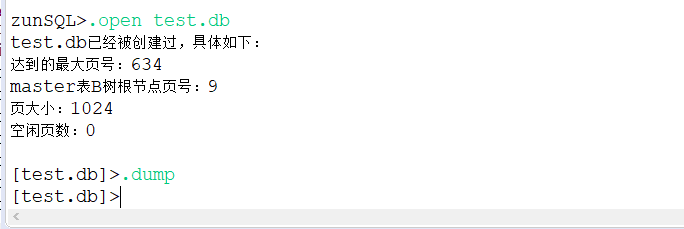 zunSQL>.open test.db
test.db已经被创建过，具体如下：
达到的最大页号：634
master表B树根节点页号：9
页大小：1024
空闲页数：0
[test.db]>.dump
[test.db]>